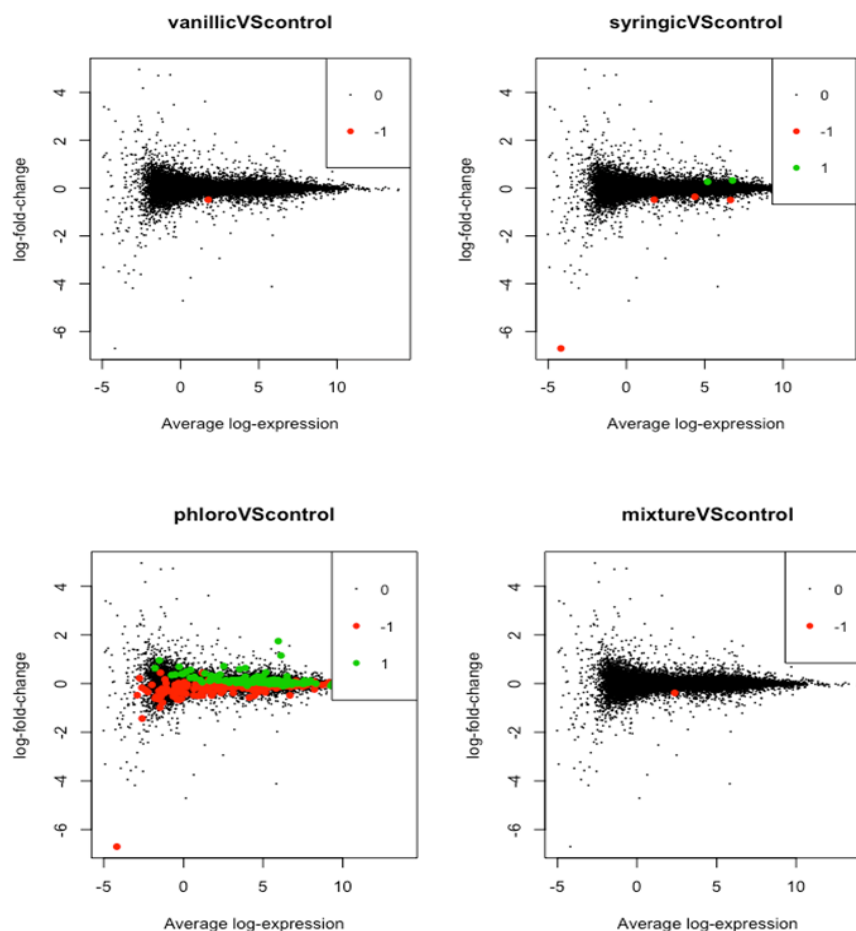 vanillicVScontrol
log-fold-change
4
2
0
-2
-4
-6
-5 0 5 10
Average log-expression
0
-1
syringicVScontrol
log-fold-change
4
2
0
-2
-4
-6
-5 0 5 10
Average log-expression
0
-1
1
phloroVScontrol
log-fold-change
4
2
0
-2
-4
-6
-5 0 5 10
Average log-expression
0
-1
1
mixtureVScontrol
log-fold-change
4
2
0
-2
-4
-6
-5 0 5 10
Average log-expression
0
-1